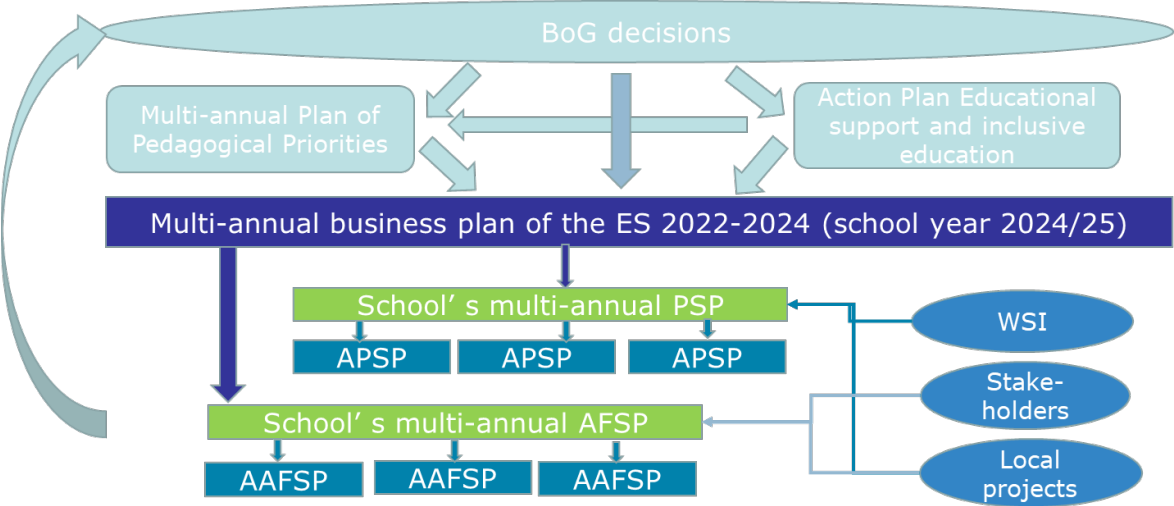 BoG decisions
Multi-annual Plan of
Pedagogical Priorities
Action Plan Educational
support and inclusive
education
Multi-annual business plan of the ES 2022-2024 (school year 2024/25)
School’ s multi-annual PSP
WSI
APSP
APSP
APSP
Stake-
holders
School’ s multi-annual AFSP
Local
projects
AAFSP
AAFSP
AAFSP